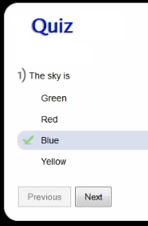 Quiz
1) The sky is
Green
Red
Blue
Yellow
Previous Next